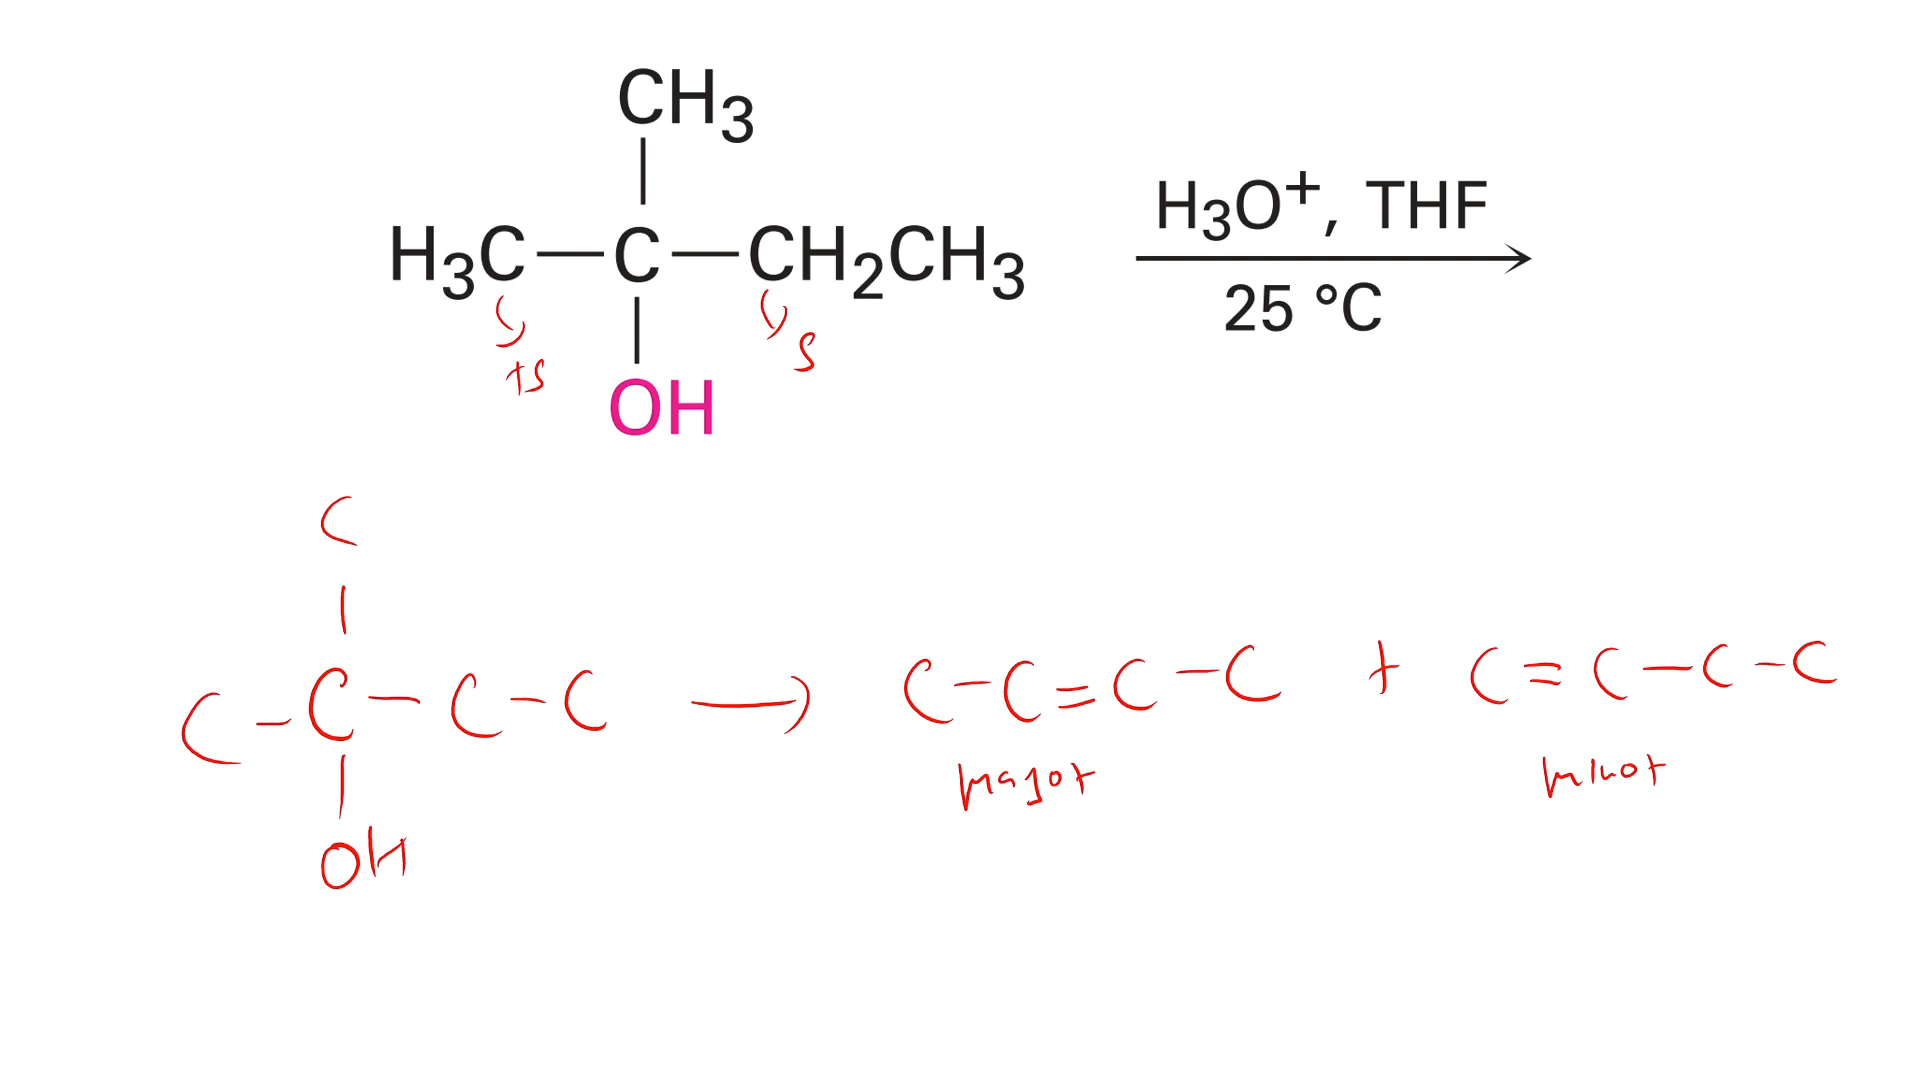 CH3
H3C—C—CH2CH3
H3O+, THF
25 °C
OH
+S
S
C
C-C-C-C → C-C=C-C + C=C-C-C
Major
Minor
OH